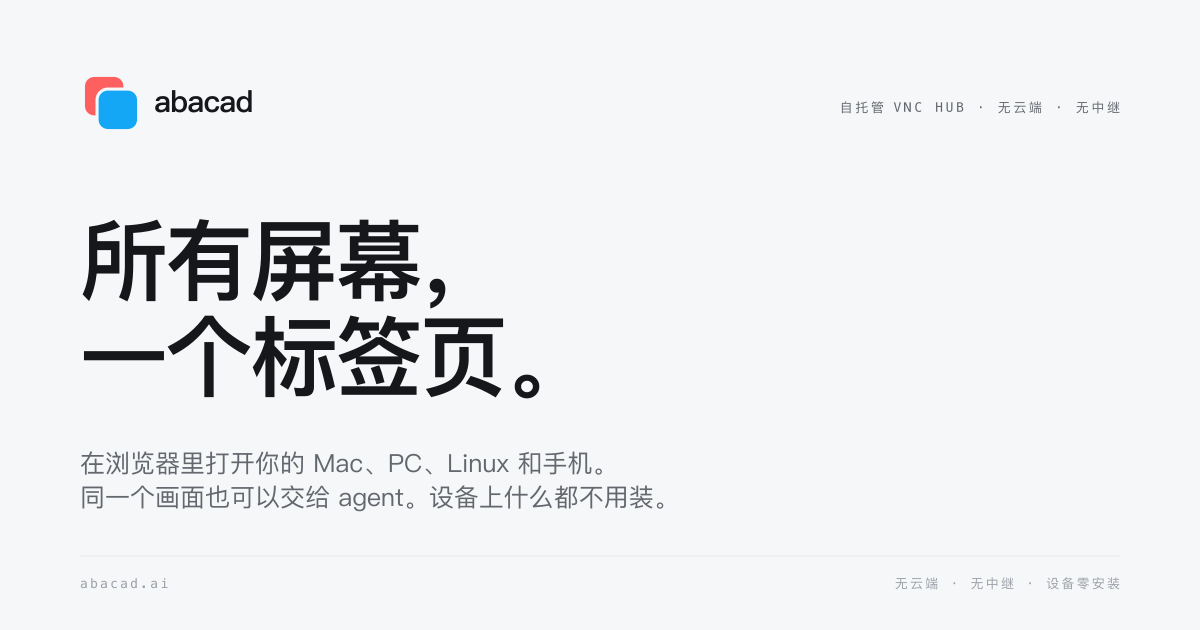 abacad
自托管 VNC HUB · 无云端 · 无中继
所有屏幕，
一个标签页。
在浏览器里打开你的 Mac、PC、Linux 和手机。
同一个画面也可以交给 agent。设备上什么都不用装。
abacad.ai
无云端 · 无中继 · 设备零安装